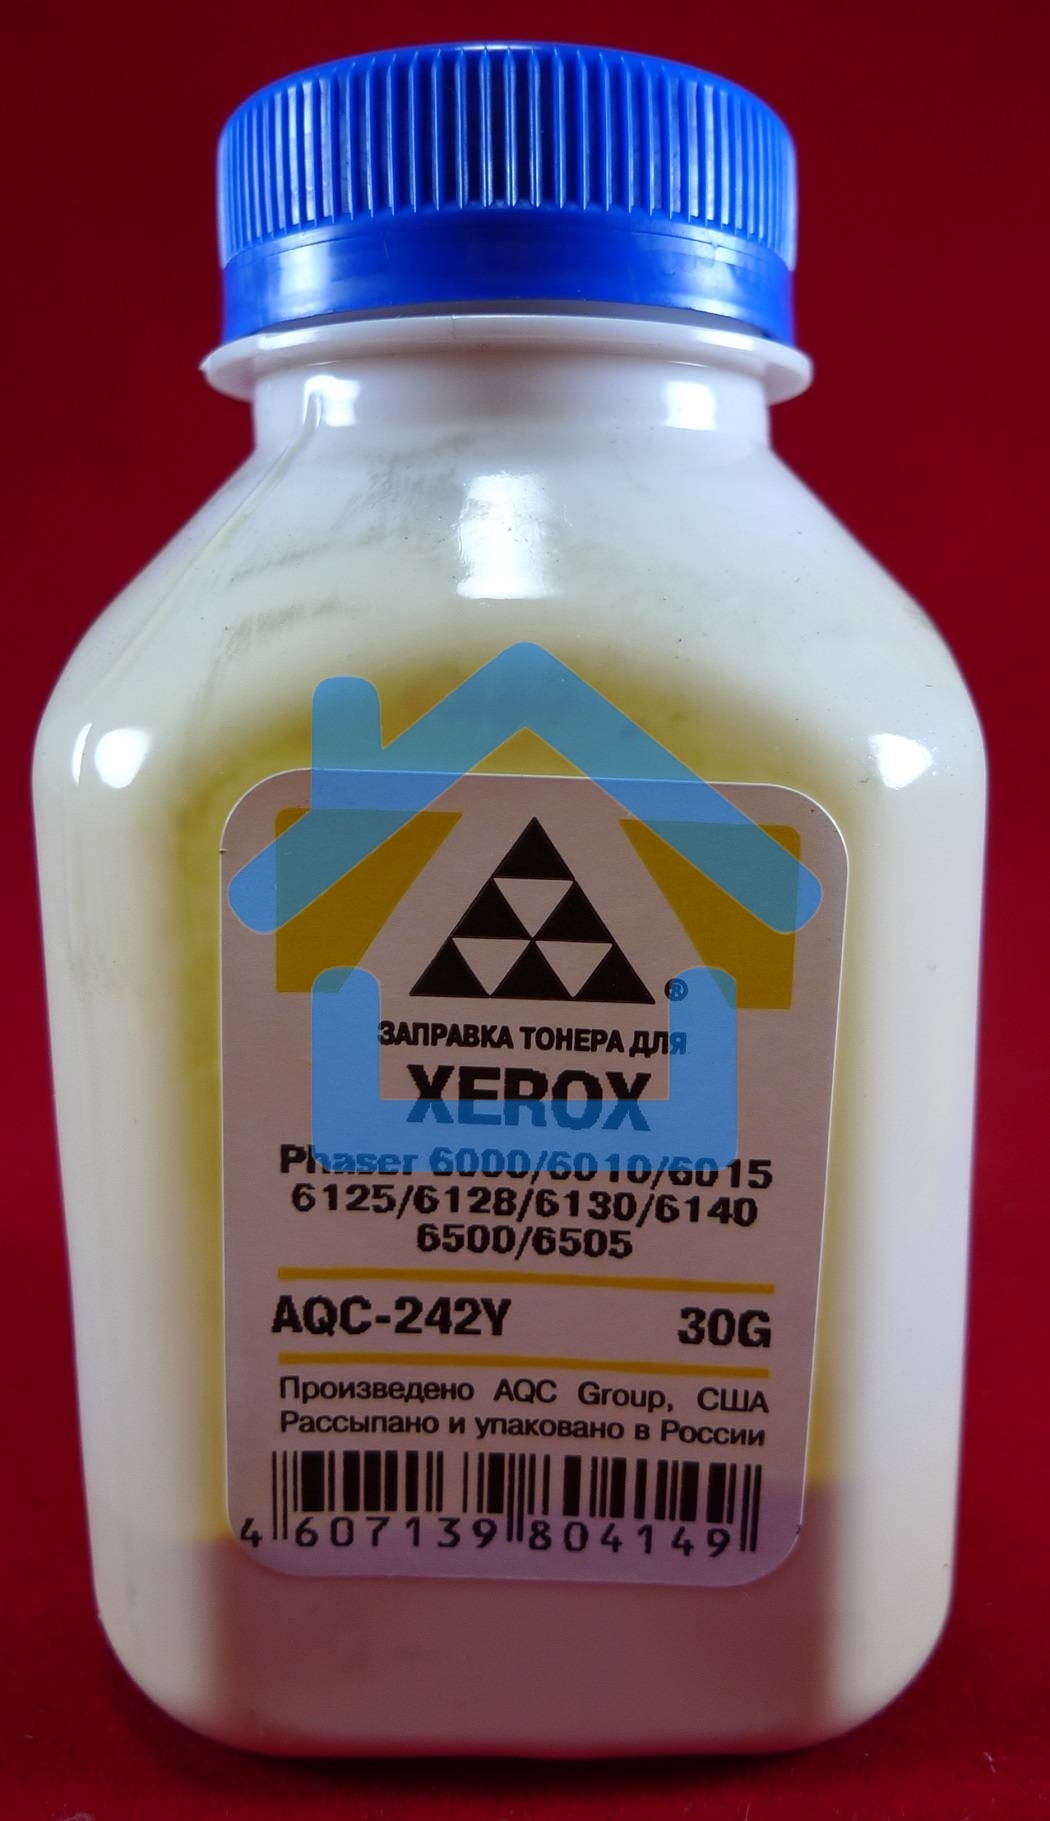 ®
ЗАПРАВКА ТОНЕРА ДЛЯ
XEROX
Phaser 6000/6010/6015
6125/6128/6130/6140
6500/6505
AQC-242Y 30G
Произведено AQC Group, США
Рассыпано и упаковано в России
4 607139 804149